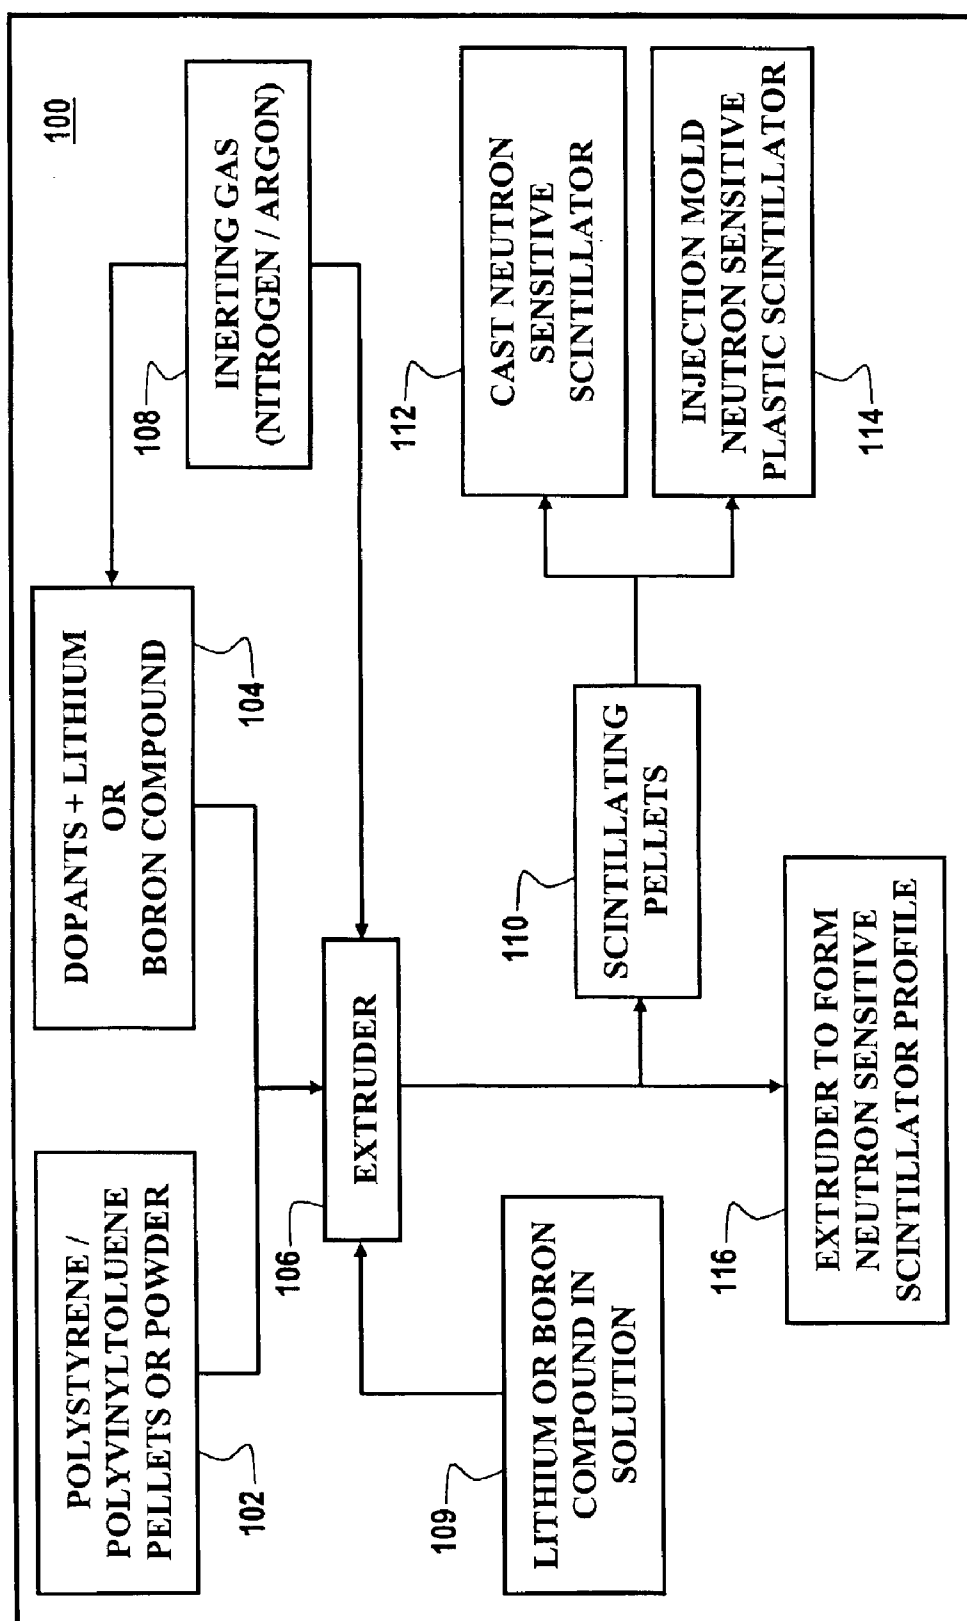 100
POLYSTYRENE /
POLYVINYLTOLUENE
PELLETS OR POWDER
102
DOPANTS + LITHIUM
OR
BORON COMPOUND
104
INERTING GAS
(NITROGEN / ARGON)
108
EXTRUDER
106
LITHIUM OR BORON
COMPOUND IN
SOLUTION
109
SCINTILLATING
PELLETS
110
CAST NEUTRON
SENSITIVE
SCINTILLATOR
112
INJECTION MOLD
NEUTRON SENSITIVE
PLASTIC SCINTILLATOR
114
EXTRUDER TO FORM
NEUTRON SENSITIVE
SCINTILLATOR PROFILE
116